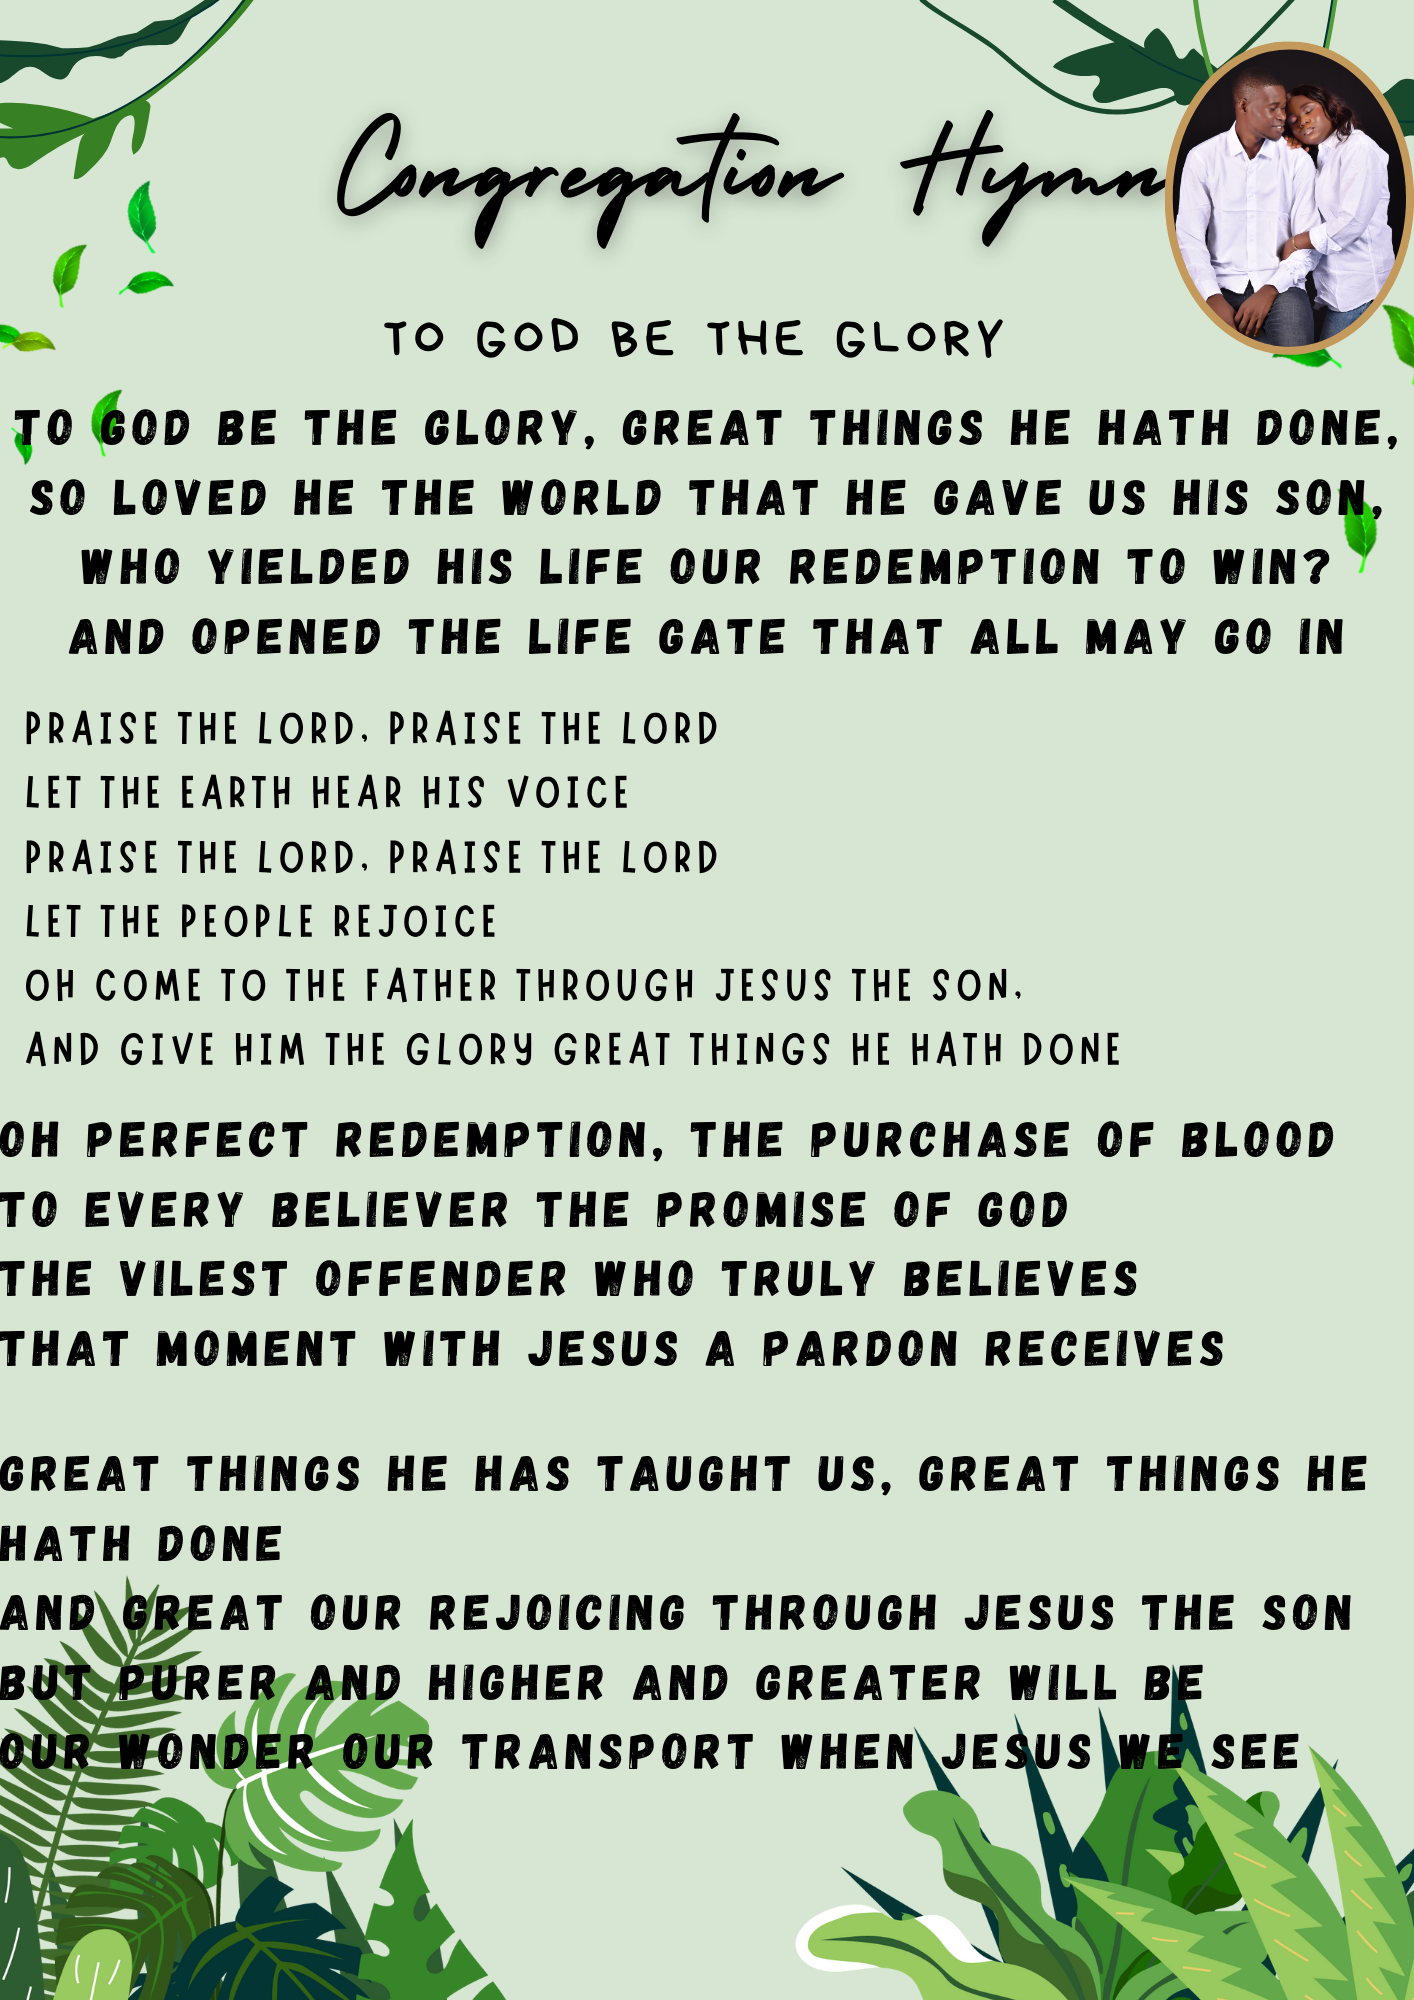 Congregation Hymn
TO GOD BE THE GLORY
TO GOD BE THE GLORY, GREAT THINGS HE HATH DONE,
SO LOVED HE THE WORLD THAT HE GAVE US HIS SON,
WHO YIELDED HIS LIFE OUR REDEMPTION TO WIN?
AND OPENED THE LIFE GATE THAT ALL MAY GO IN
PRAISE THE LORD, PRAISE THE LORD
LET THE EARTH HEAR HIS VOICE
PRAISE THE LORD, PRAISE THE LORD
LET THE PEOPLE REJOICE
OH COME TO THE FATHER THROUGH JESUS THE SON,
AND GIVE HIM THE GLORY GREAT THINGS HE HATH DONE
OH PERFECT REDEMPTION, THE PURCHASE OF BLOOD
TO EVERY BELIEVER THE PROMISE OF GOD
THE VILEST OFFENDER WHO TRULY BELIEVES
THAT MOMENT WITH JESUS A PARDON RECEIVES
GREAT THINGS HE HAS TAUGHT US, GREAT THINGS HE
HATH DONE
AND GREAT OUR REJOICING THROUGH JESUS THE SON
BUT PURER AND HIGHER AND GREATER WILL BE
OUR WONDER OUR TRANSPORT WHEN JESUS WE SEE